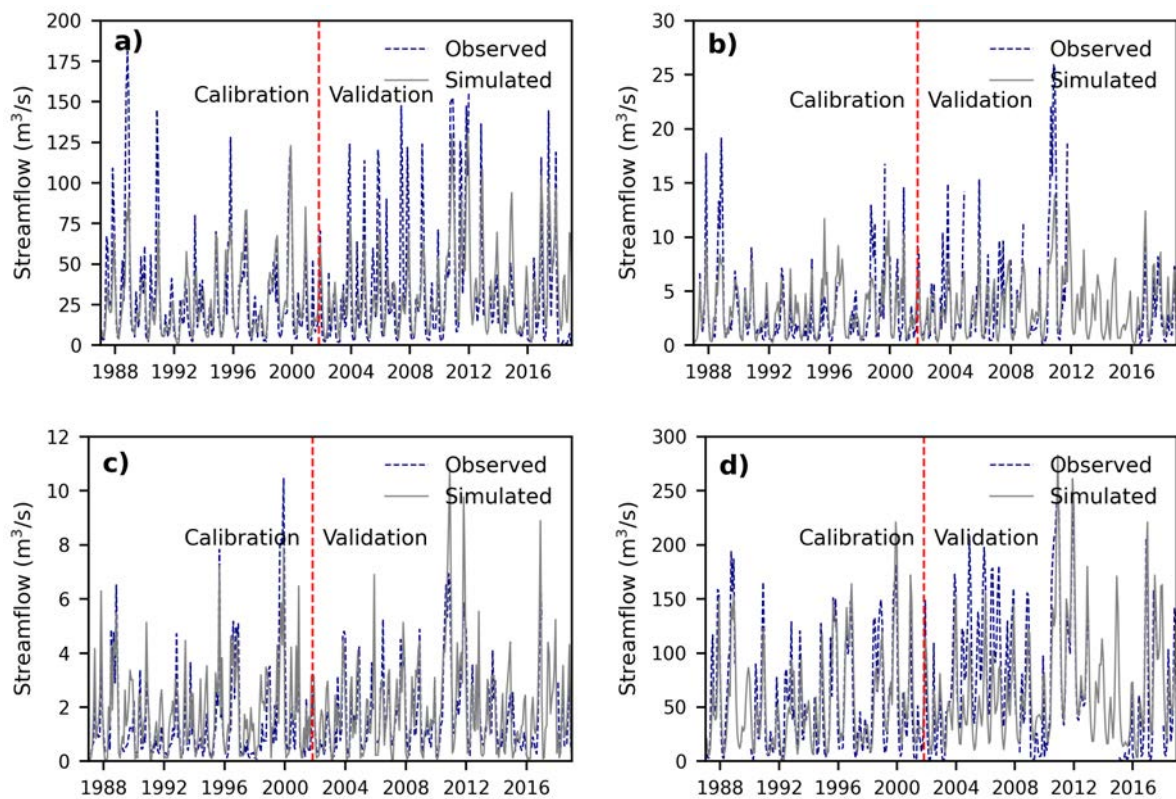 a)
Observed
Simulated
Calibration
Validation
Streamflow (m³/s)
200
175
150
125
100
75
50
25
0
1988 1992 1996 2000 2004 2008 2012 2016
b)
Observed
Simulated
Calibration
Validation
Streamflow (m³/s)
30
25
20
15
10
5
0
1988 1992 1996 2000 2004 2008 2012 2016
c)
Observed
Simulated
Calibration
Validation
Streamflow (m³/s)
12
10
8
6
4
2
0
1988 1992 1996 2000 2004 2008 2012 2016
d)
Observed
Simulated
Calibration
Validation
Streamflow (m³/s)
300
250
200
150
100
50
0
1988 1992 1996 2000 2004 2008 2012 2016